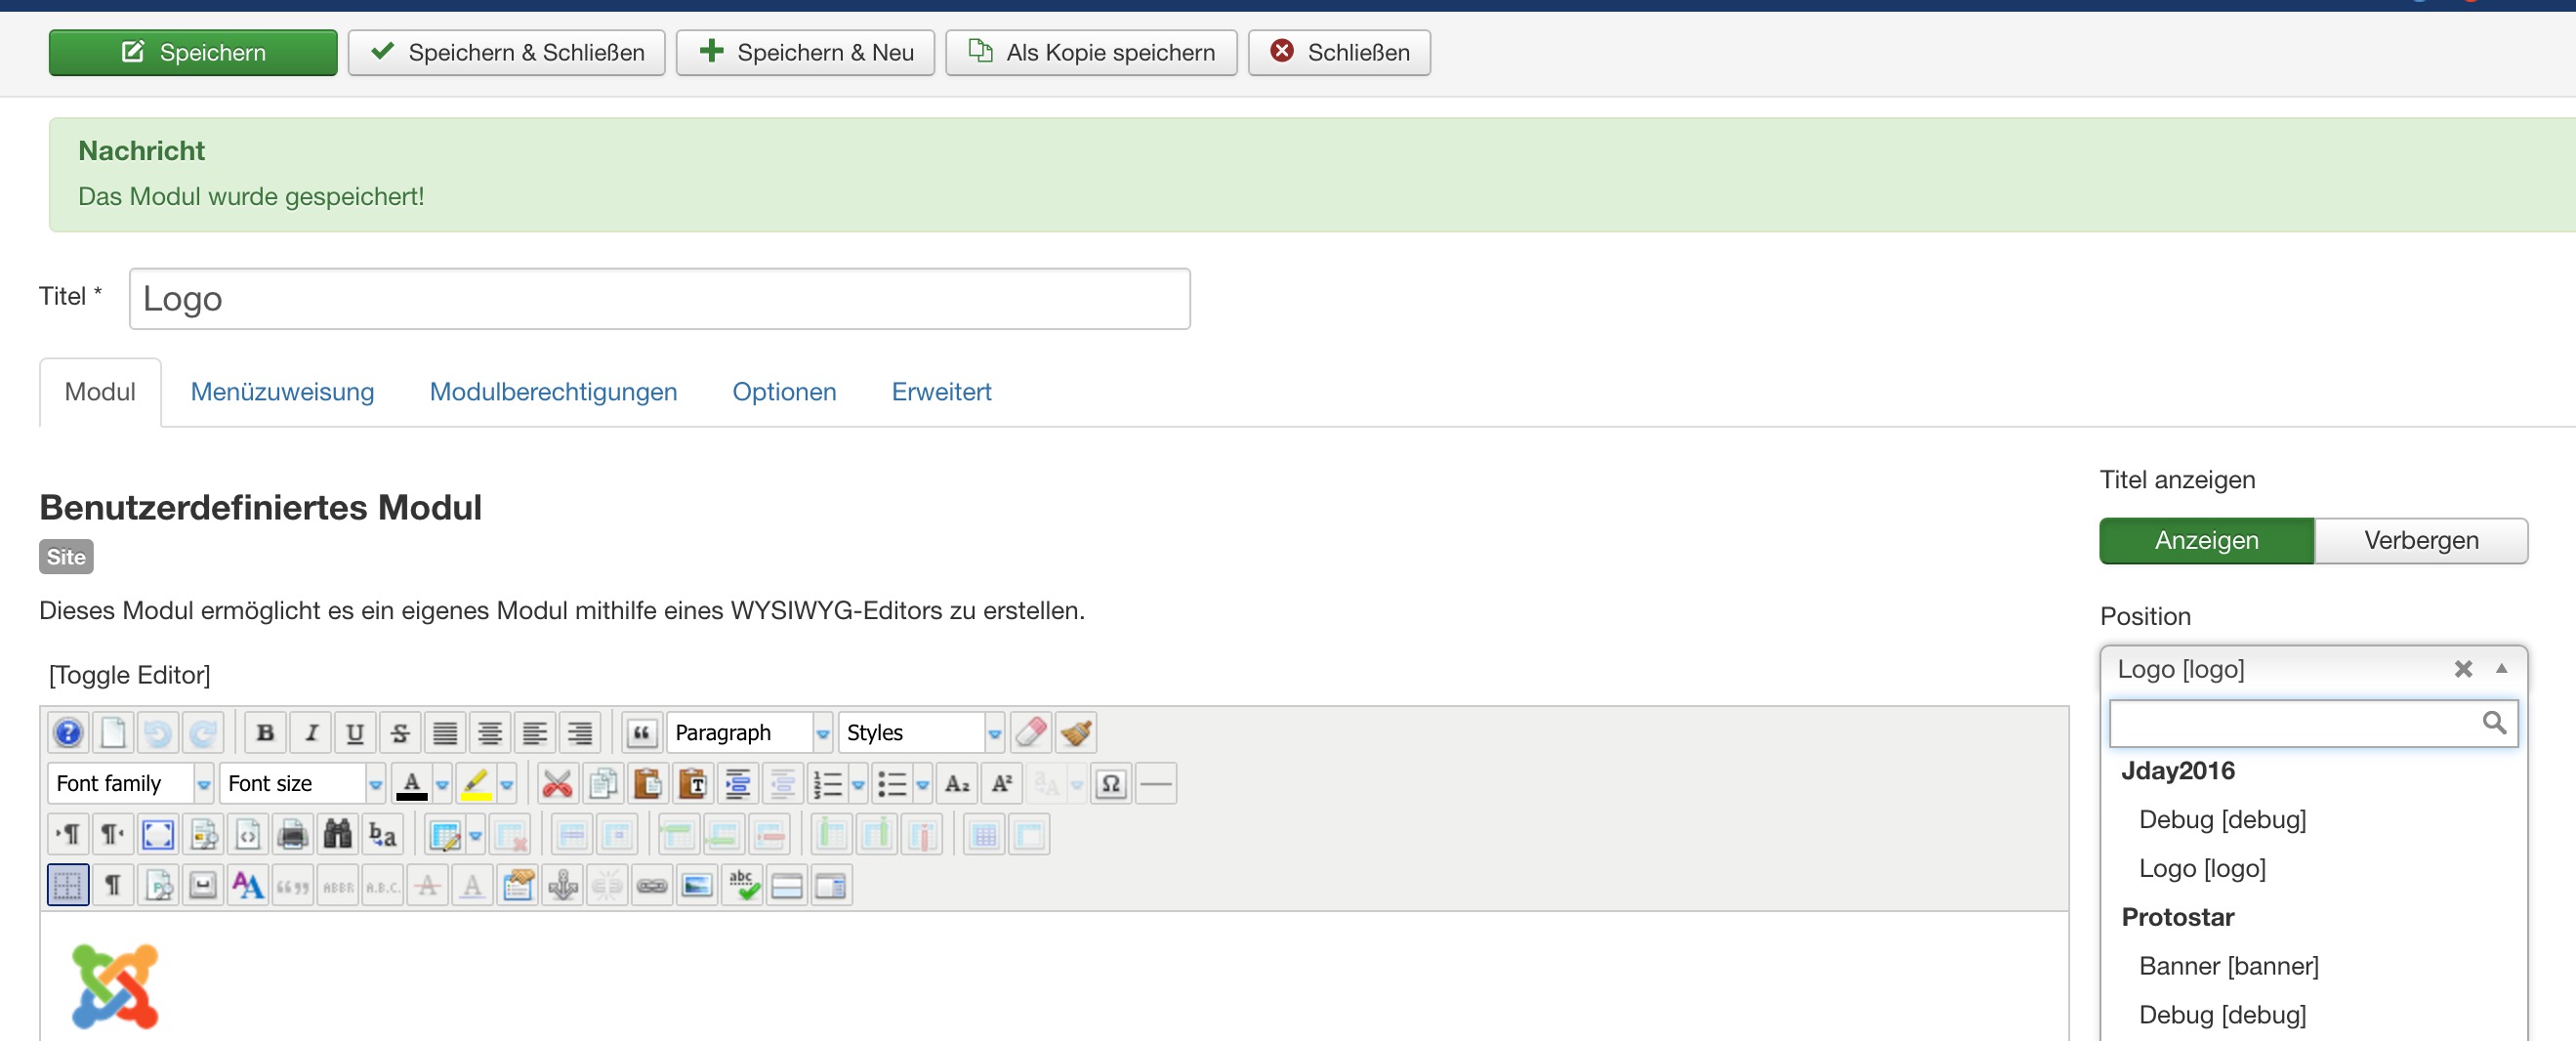 Speichern Speichern & Schließen Speichern & Neu Als Kopie speichern Schließen
Nachricht
Das Modul wurde gespeichert!
Titel * Logo
Modul Menüzuweisung Modulberechtigungen Optionen Erweitert
Benutzerdefiniertes Modul
Site
Dieses Modul ermöglicht es ein eigenes Modul mithilfe eines WYSIWYG-Editors zu erstellen.
[Toggle Editor]
Paragraph Styles
Font family Font size
ABBR A.B.C. abc
Titel anzeigen
Anzeigen Verbergen
Position
Logo [logo]
Jday2016
Debug [debug]
Logo [logo]
Protostar
Banner [banner]
Debug [debug]